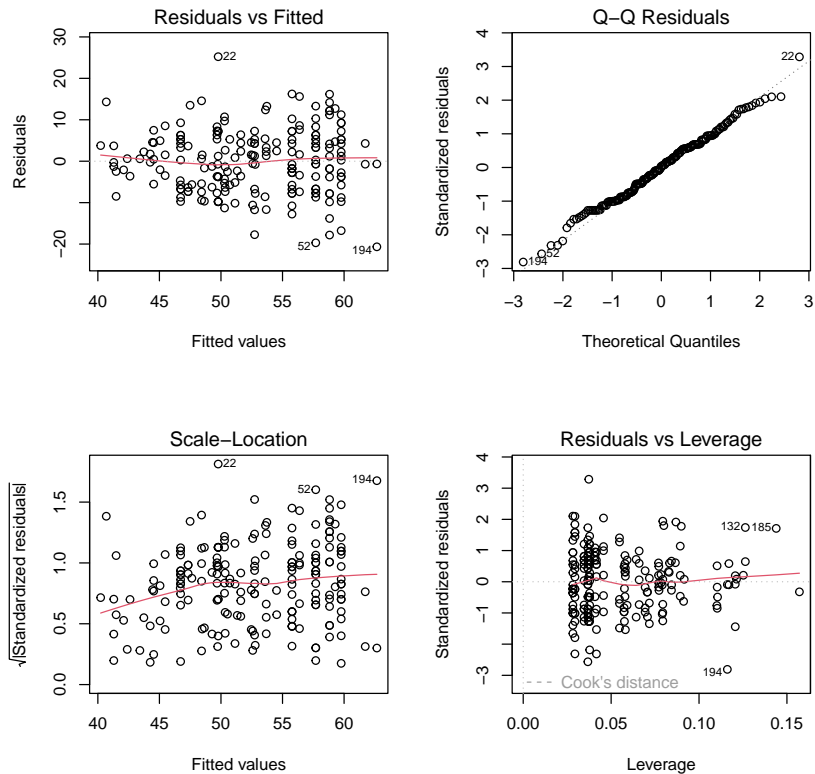 Residuals vs Fitted
30
10
0
−20
Residuals
22
52
194
40 45 50 55 60
Fitted values
Q−Q Residuals
4
3
2
1
0
−1
−2
−3
Standardized residuals
22
52
194
−3 −2 −1 0 1 2 3
Theoretical Quantiles
Scale−Location
1.5
1.0
0.5
0.0
√|Standardized residuals|
22
52
194
40 45 50 55 60
Fitted values
Residuals vs Leverage
4
3
2
1
0
−1
−3
Standardized residuals
132 185
194
Cook's distance
0.00 0.05 0.10 0.15
Leverage